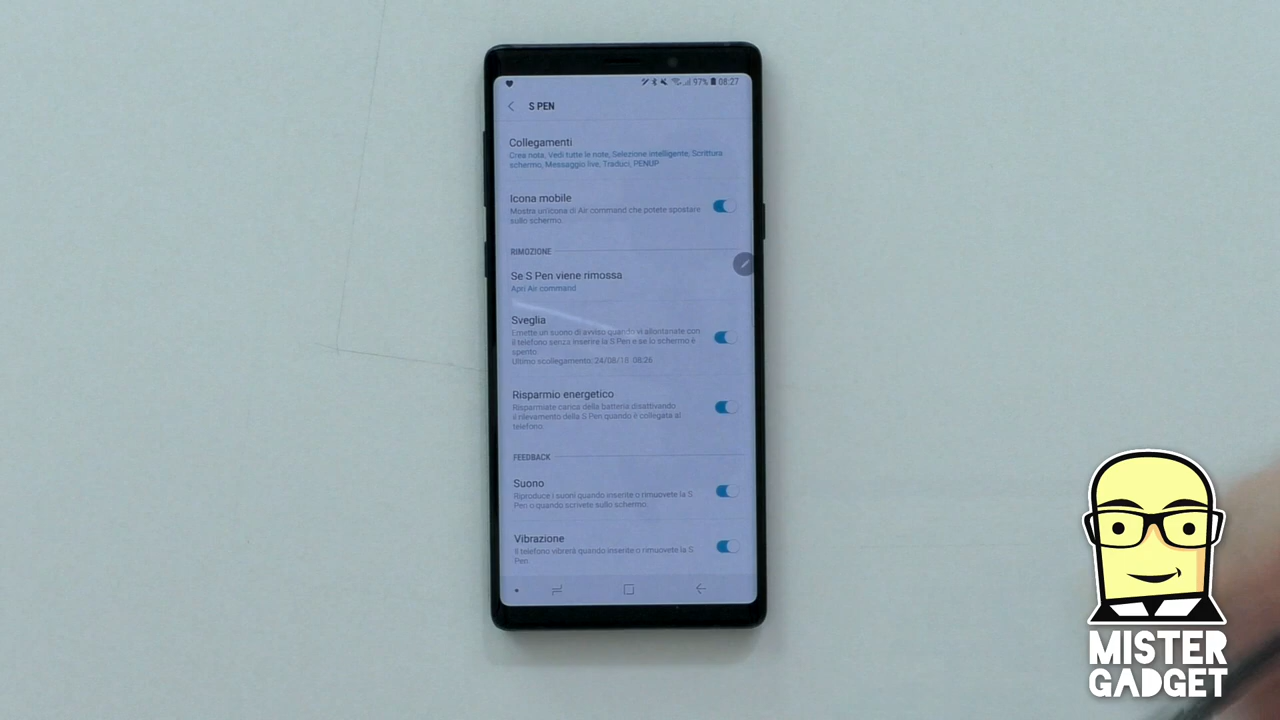 97% 08:27
S PEN
Collegamenti
Crea nota, Vedi tutte le note, Selezione intelligente, Scrittura
schermo, Messaggio live, Traduci, PENUP
Icona mobile
Mostra un'icona di Air command che potete spostare
sullo schermo.
RIMOZIONE
Se S Pen viene rimossa
Apri Air command
Sveglia
Emette un suono di avviso quando vi allontanate con
il telefono senza inserire la S Pen e se lo schermo è
spento.
Ultimo scollegamento: 24/08/18 08:26
Risparmio energetico
Risparmiate carica della batteria disattivando
il rilevamento della S Pen quando è collegata al
telefono.
FEEDBACK
Suono
Riproduce i suoni quando inserite o rimuovete la S
Pen o quando scrivete sullo schermo.
Vibrazione
Il telefono vibrerà quando inserite o rimuovete la S
Pen.
MISTER
GADGET